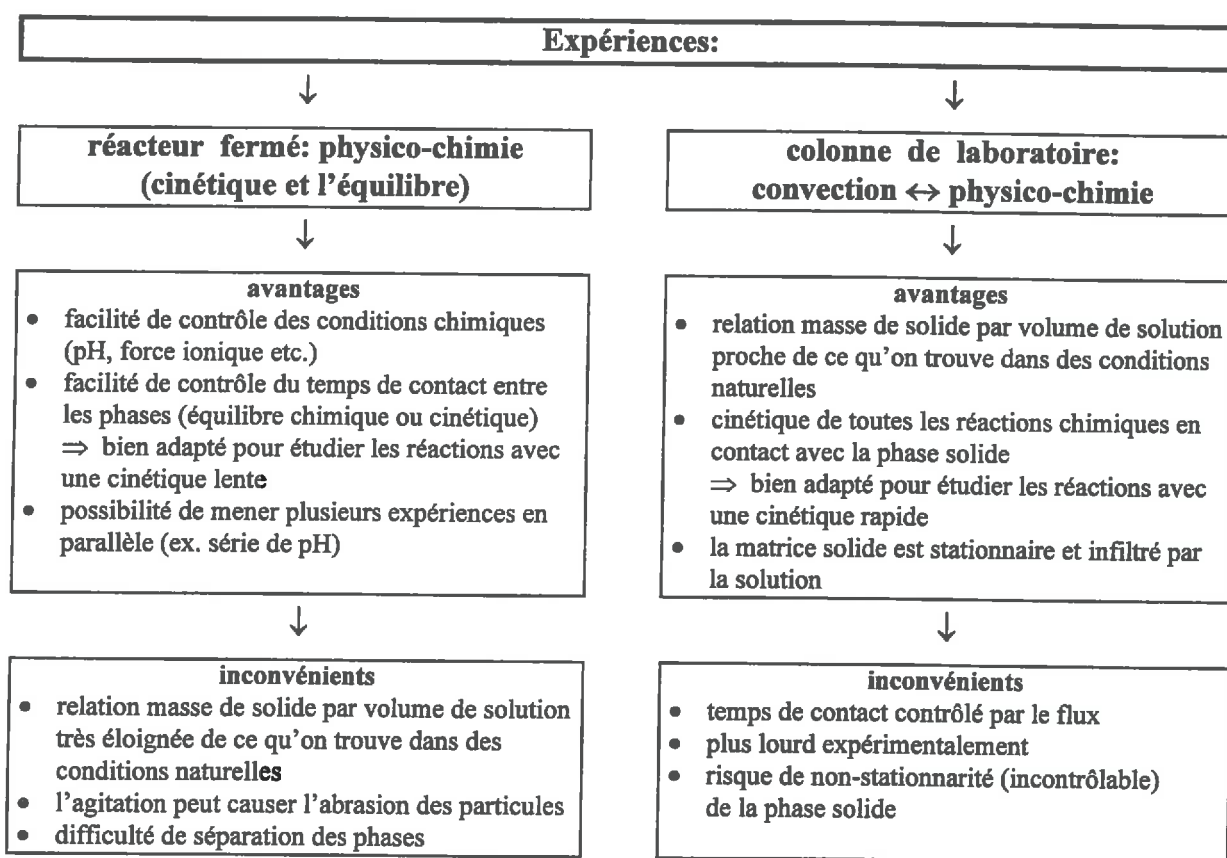 Expériences:
↓
réacteur fermé: physico-chimie
(cinétique et l'équilibre)
↓
avantages
• facilité de contrôle des conditions chimiques
(pH, force ionique etc.)
• facilité de contrôle du temps de contact entre
les phases (équilibre chimique ou cinétique)
⇒ bien adapté pour étudier les réactions avec
une cinétique lente
• possibilité de mener plusieurs expériences en
parallèle (ex. série de pH)
↓
inconvénients
• relation masse de solide par volume de solution
très éloignée de ce qu'on trouve dans des
conditions naturelles
• l'agitation peut causer l'abrasion des particules
• difficulté de séparation des phases
↓
colonne de laboratoire:
convection ↔ physico-chimie
↓
avantages
• relation masse de solide par volume de solution
proche de ce qu'on trouve dans des conditions
naturelles
• cinétique de toutes les réactions chimiques en
contact avec la phase solide
⇒ bien adapté pour étudier les réactions avec
une cinétique rapide
• la matrice solide est stationnaire et infiltré par
la solution
↓
inconvénients
• temps de contact contrôlé par le flux
• plus lourd expérimentalement
• risque de non-stationnarité (incontrôlable)
de la phase solide